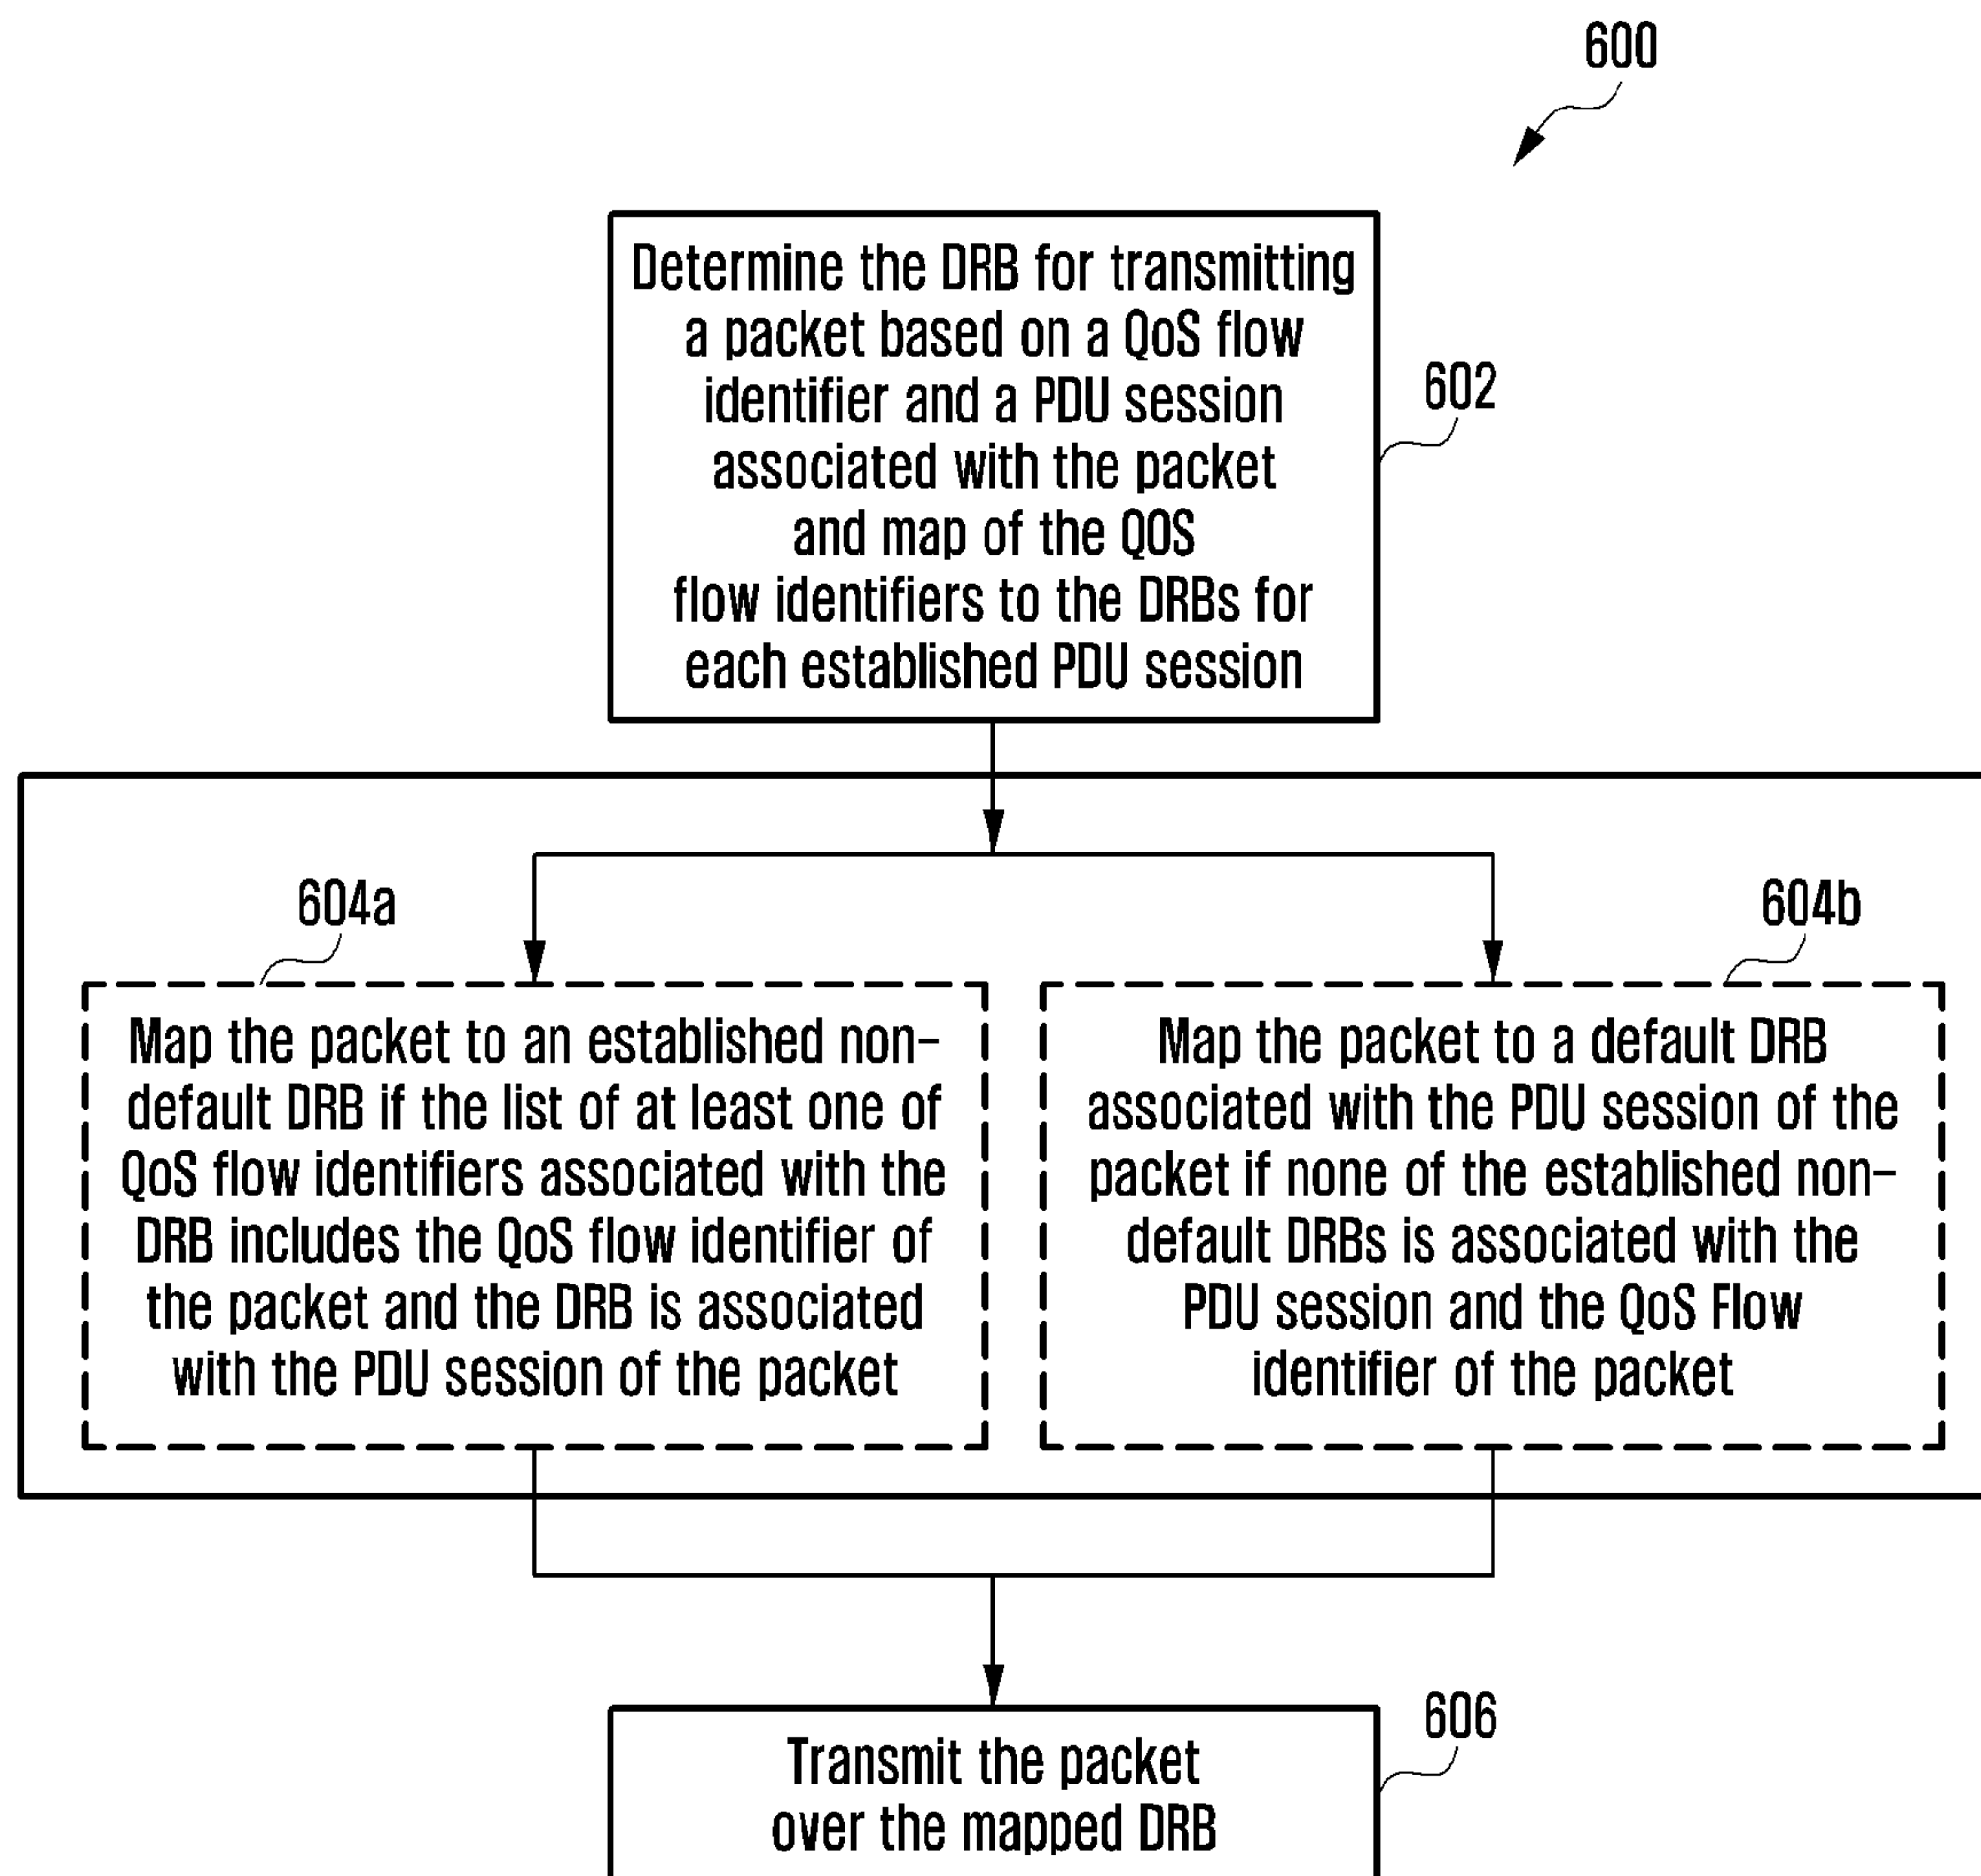 600
Determine the DRB for transmitting
a packet based on a QoS flow
identifier and a PDU session
associated with the packet
and map of the QOS
flow identifiers to the DRBs for
each established PDU session
602
604a
604b
Map the packet to an established non-
default DRB if the list of at least one of
QoS flow identifiers associated with the
DRB includes the QoS flow identifier of
the packet and the DRB is associated
with the PDU session of the packet
Map the packet to a default DRB
associated with the PDU session of the
packet if none of the established non-
default DRBs is associated with the
PDU session and the QoS Flow
identifier of the packet
606
Transmit the packet
over the mapped DRB